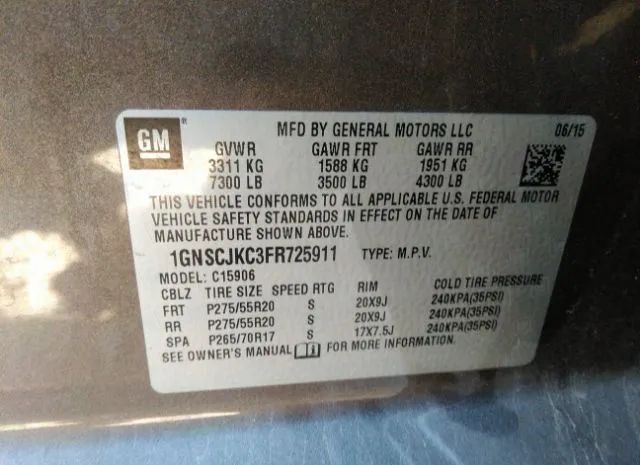 GM
MFD BY GENERAL MOTORS LLC 06/15
GVWR GAWR FRT GAWR RR
3311 KG 1588 KG 1951 KG
7300 LB 3500 LB 4300 LB
THIS VEHICLE CONFORMS TO ALL APPLICABLE U.S. FEDERAL MOTOR
VEHICLE SAFETY STANDARDS IN EFFECT ON THE DATE OF
MANUFACTURE SHOWN ABOVE.
1GNSCJKC3FR725911 TYPE: M.P.V.
MODEL: C15906
CBLZ TIRE SIZE SPEED RTG RIM COLD TIRE PRESSURE
FRT P275/55R20 S 20X9J 240KPA(35PSI)
RR P275/55R20 S 20X9J 240KPA(35PSI)
SPA P265/70R17 S 17X7.5J 240KPA(35PSI)
SEE OWNER'S MANUAL FOR MORE INFORMATION.